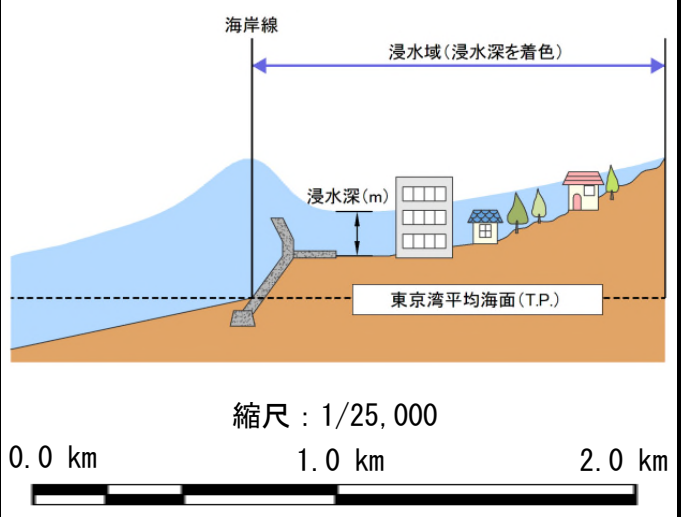 海岸線
浸水域(浸水深を着色)
浸水深(m)
東京湾平均海面(T.P.)
縮尺：1/25,000
0.0 km 1.0 km 2.0 km